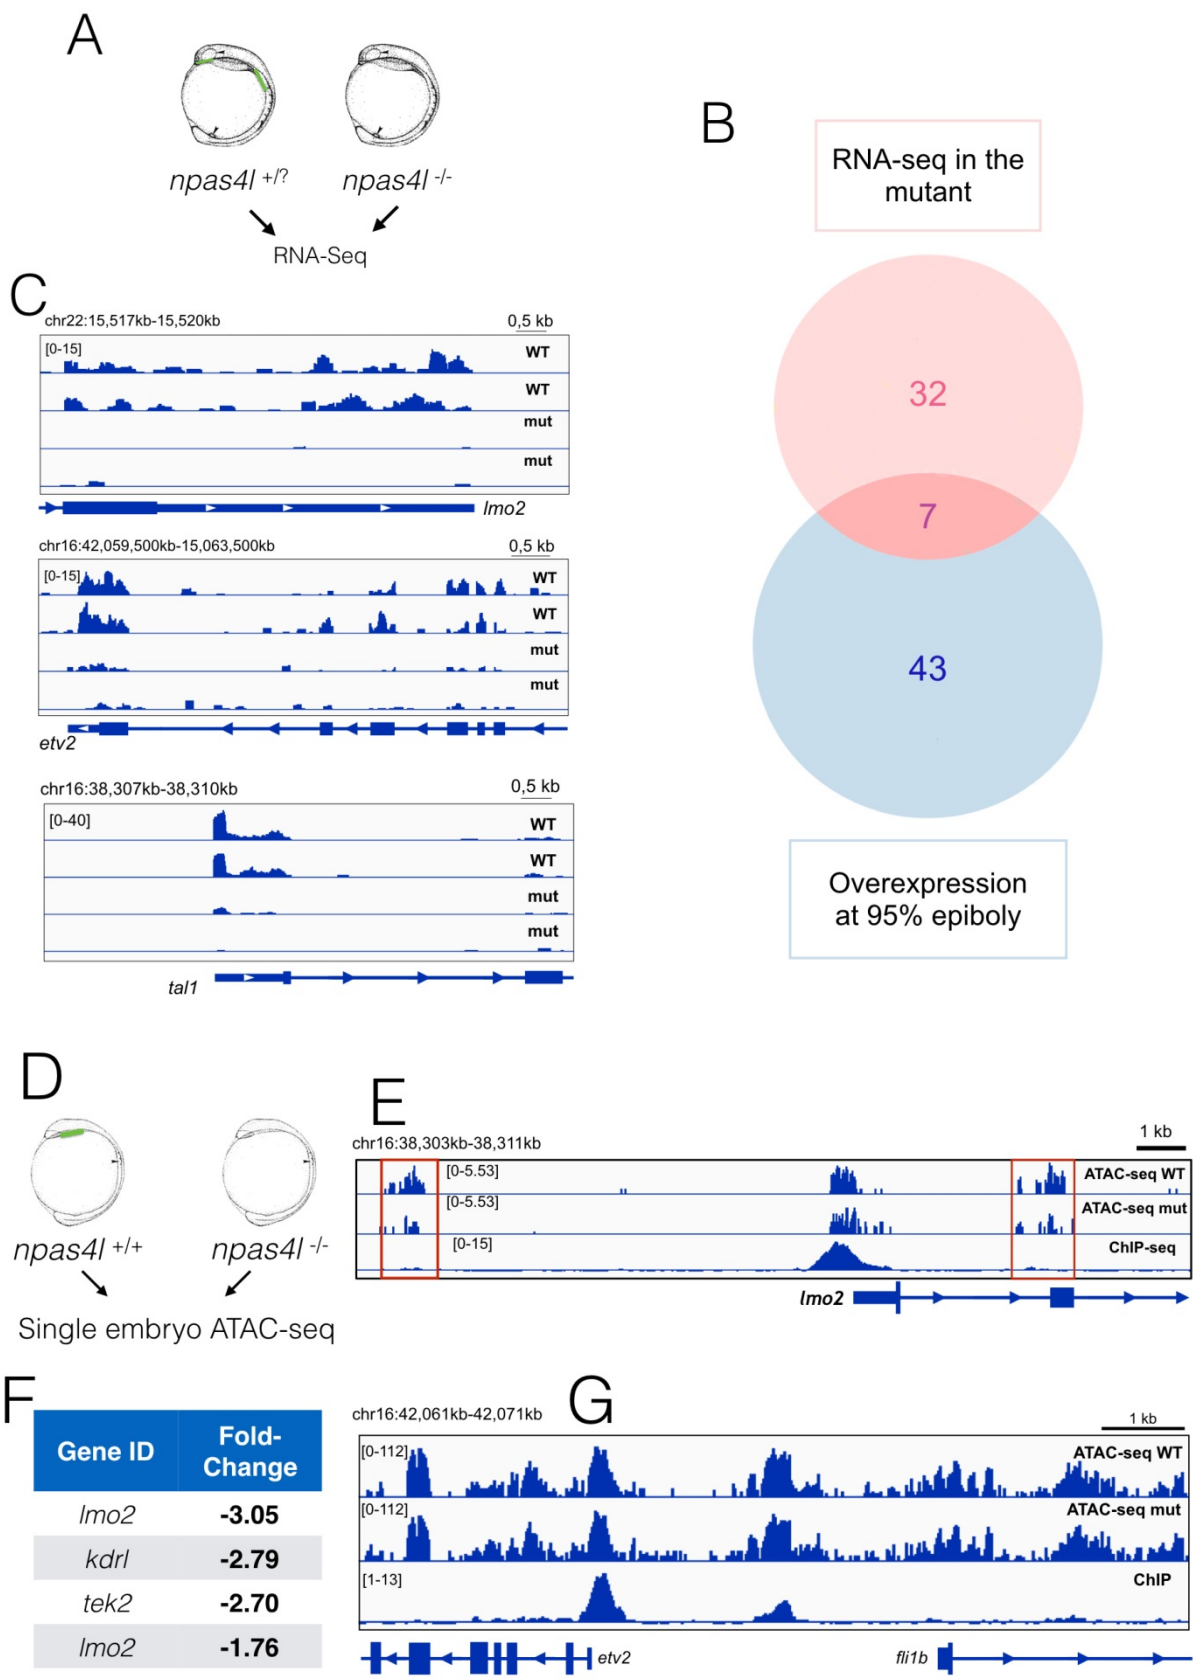 A
npas4l +/?
npas4l -/-
RNA-Seq
B
RNA-seq in the
mutant
32
7
43
Overexpression
at 95% epiboly
C
chr22:15,517kb-15,520kb
0,5 kb
[0-15]
WT
WT
mut
mut
lmo2
chr16:42,059,500kb-15,063,500kb
0,5 kb
[0-15]
WT
WT
mut
mut
etv2
chr16:38,307kb-38,310kb
0,5 kb
[0-40]
WT
WT
mut
mut
tal1
D
npas4l +/+
npas4l -/-
Single embryo ATAC-seq
E
chr16:38,303kb-38,311kb
1 kb
[0-5.53]
ATAC-seq WT
[0-5.53]
ATAC-seq mut
[0-15]
ChIP-seq
lmo2
F
Gene ID
Fold-
Change
lmo2 -3.05
kdrl -2.79
tek2 -2.70
lmo2 -1.76
G
chr16:42,061kb-42,071kb
1 kb
[0-112]
ATAC-seq WT
[0-112]
ATAC-seq mut
[1-13]
ChIP
etv2
fli1b